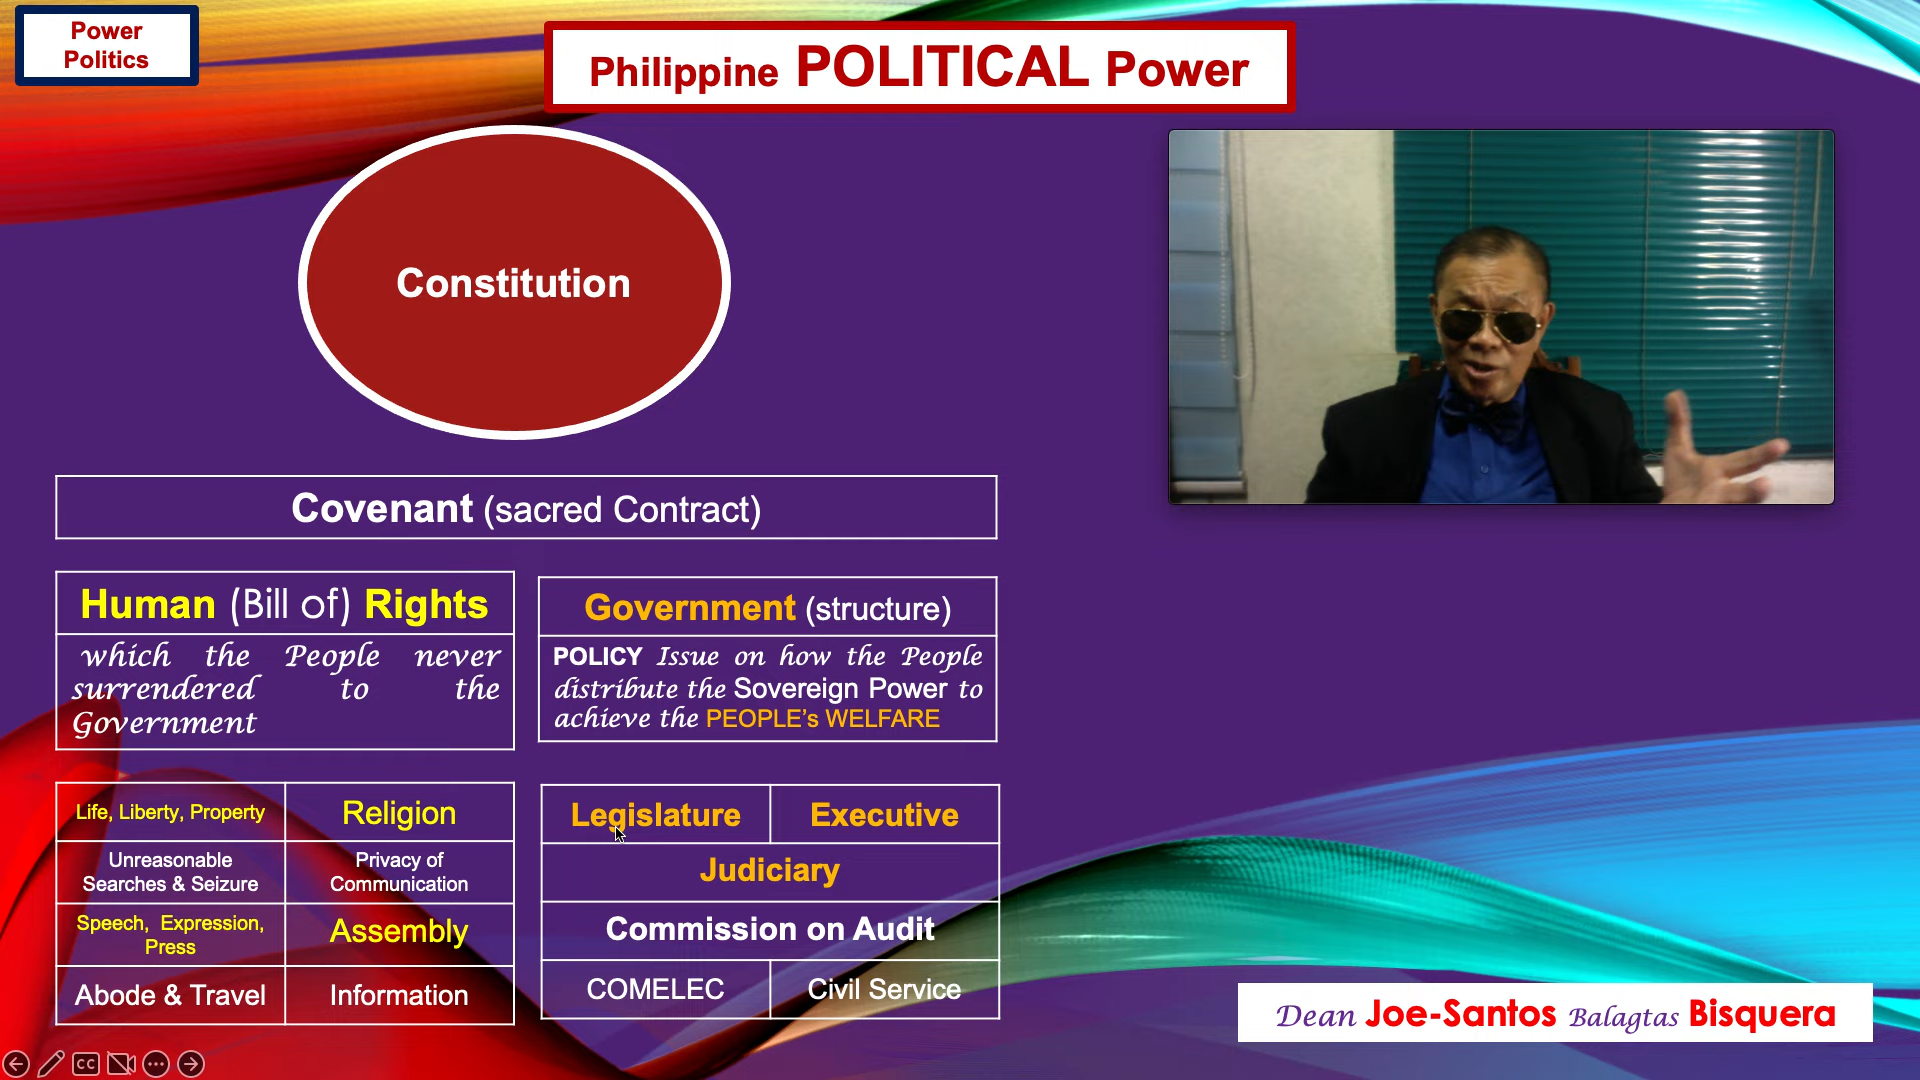 Power
Politics
Philippine POLITICAL Power
Constitution
Covenant (sacred Contract)
Human (Bill of) Rights
which the People never
surrendered to the
Government
Government (structure)
POLICY Issue on how the People
distribute the Sovereign Power to
achieve the PEOPLE's WELFARE
Life, Liberty, Property
Religion
Unreasonable
Searches & Seizure
Privacy of
Communication
Speech, Expression,
Press
Assembly
Abode & Travel
Information
Legislature
Executive
Judiciary
Commission on Audit
COMELEC
Civil Service
Dean Joe-Santos Balagtas Bisquera
CC